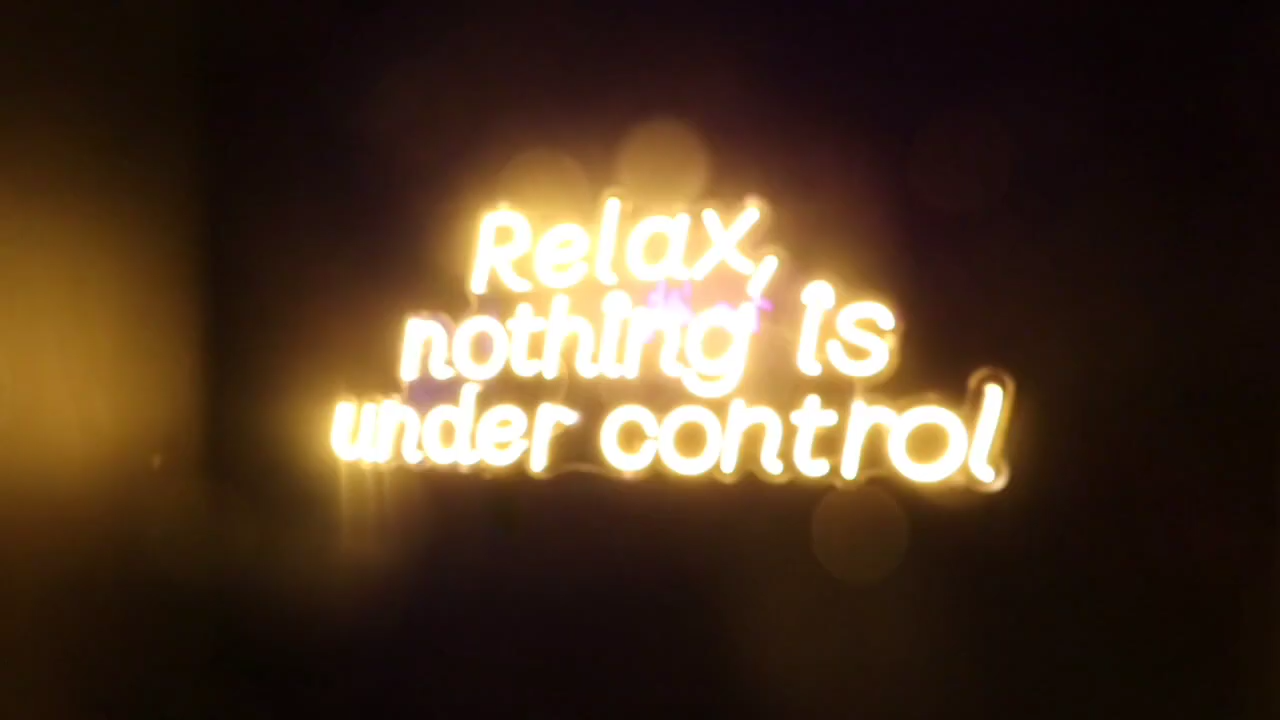 Relax,
nothing is
under control